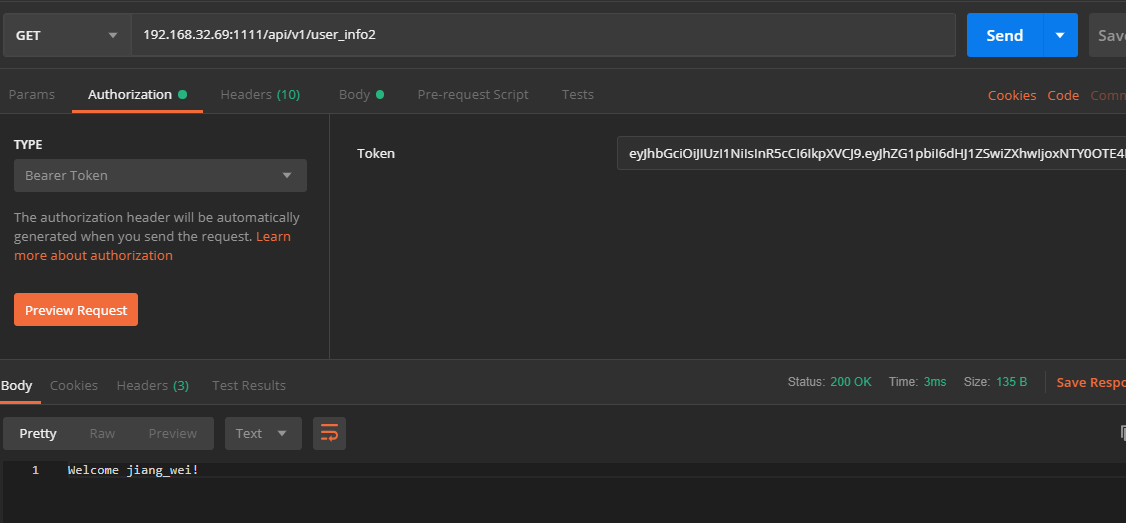 GET 192.168.32.69:1111/api/v1/user_info2 Send Save
Params Authorization Headers (10) Body Pre-request Script Tests Cookies Code Comm
TYPE
Bearer Token
Token eyJhbGciOiJIUzI1NiIsInR5cCI6IkpXVCJ9.eyJhZG1pbiI6dHJ1ZSwiZXhwIjoxNTY0OTE4
The authorization header will be automatically
generated when you send the request. Learn
more about authorization
Preview Request
Body Cookies Headers (3) Test Results Status: 200 OK Time: 3ms Size: 135 B Save Respo
Pretty Raw Preview Text
1 Welcome jiang_wei!